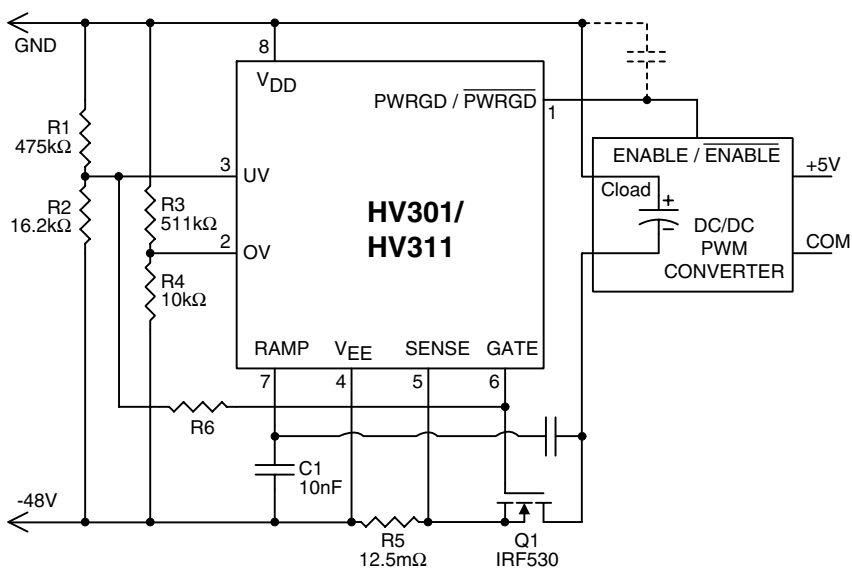 GND
8
VDD
PWRGD / PWRGD
1
R1
475kΩ
3
UV
ENABLE / ENABLE
+5V
Cload
+
−
R2
16.2kΩ
R3
511kΩ
HV301/
HV311
DC/DC
PWM
CONVERTER
COM
2
OV
R4
10kΩ
RAMP
VEE
SENSE
GATE
7
4
5
6
R6
C1
10nF
-48V
R5
12.5mΩ
Q1
IRF530